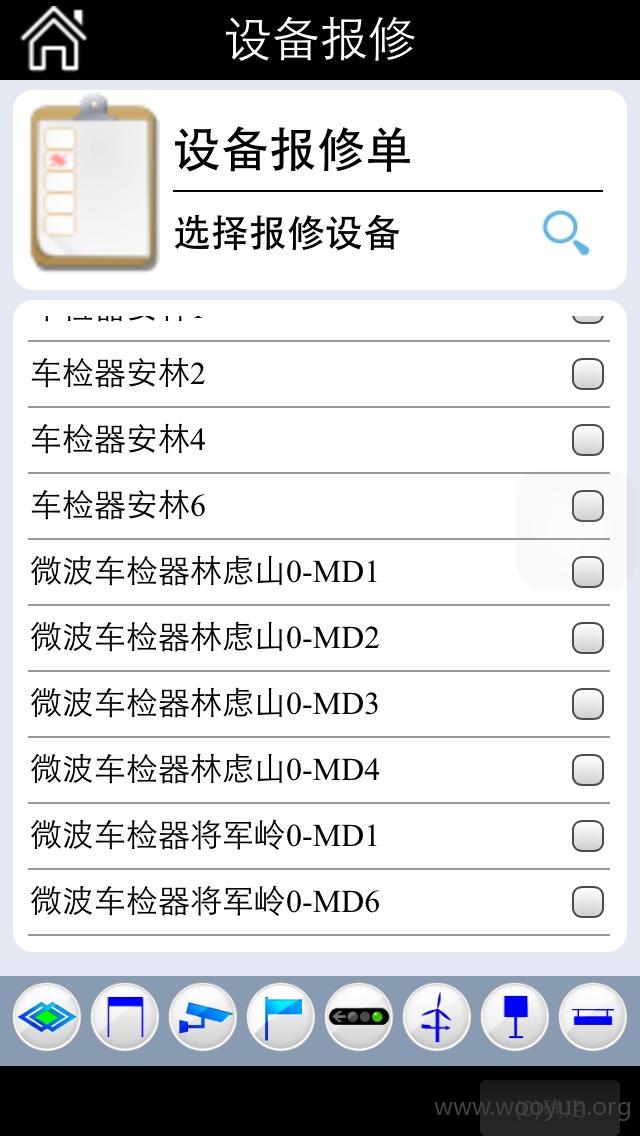 设备报修
设备报修单
选择报修设备
车检器安林2
车检器安林4
车检器安林6
微波车检器林虑山0-MD1
微波车检器林虑山0-MD2
微波车检器林虑山0-MD3
微波车检器林虑山0-MD4
微波车检器将军岭0-MD1
微波车检器将军岭0-MD6
www.wooyun.org